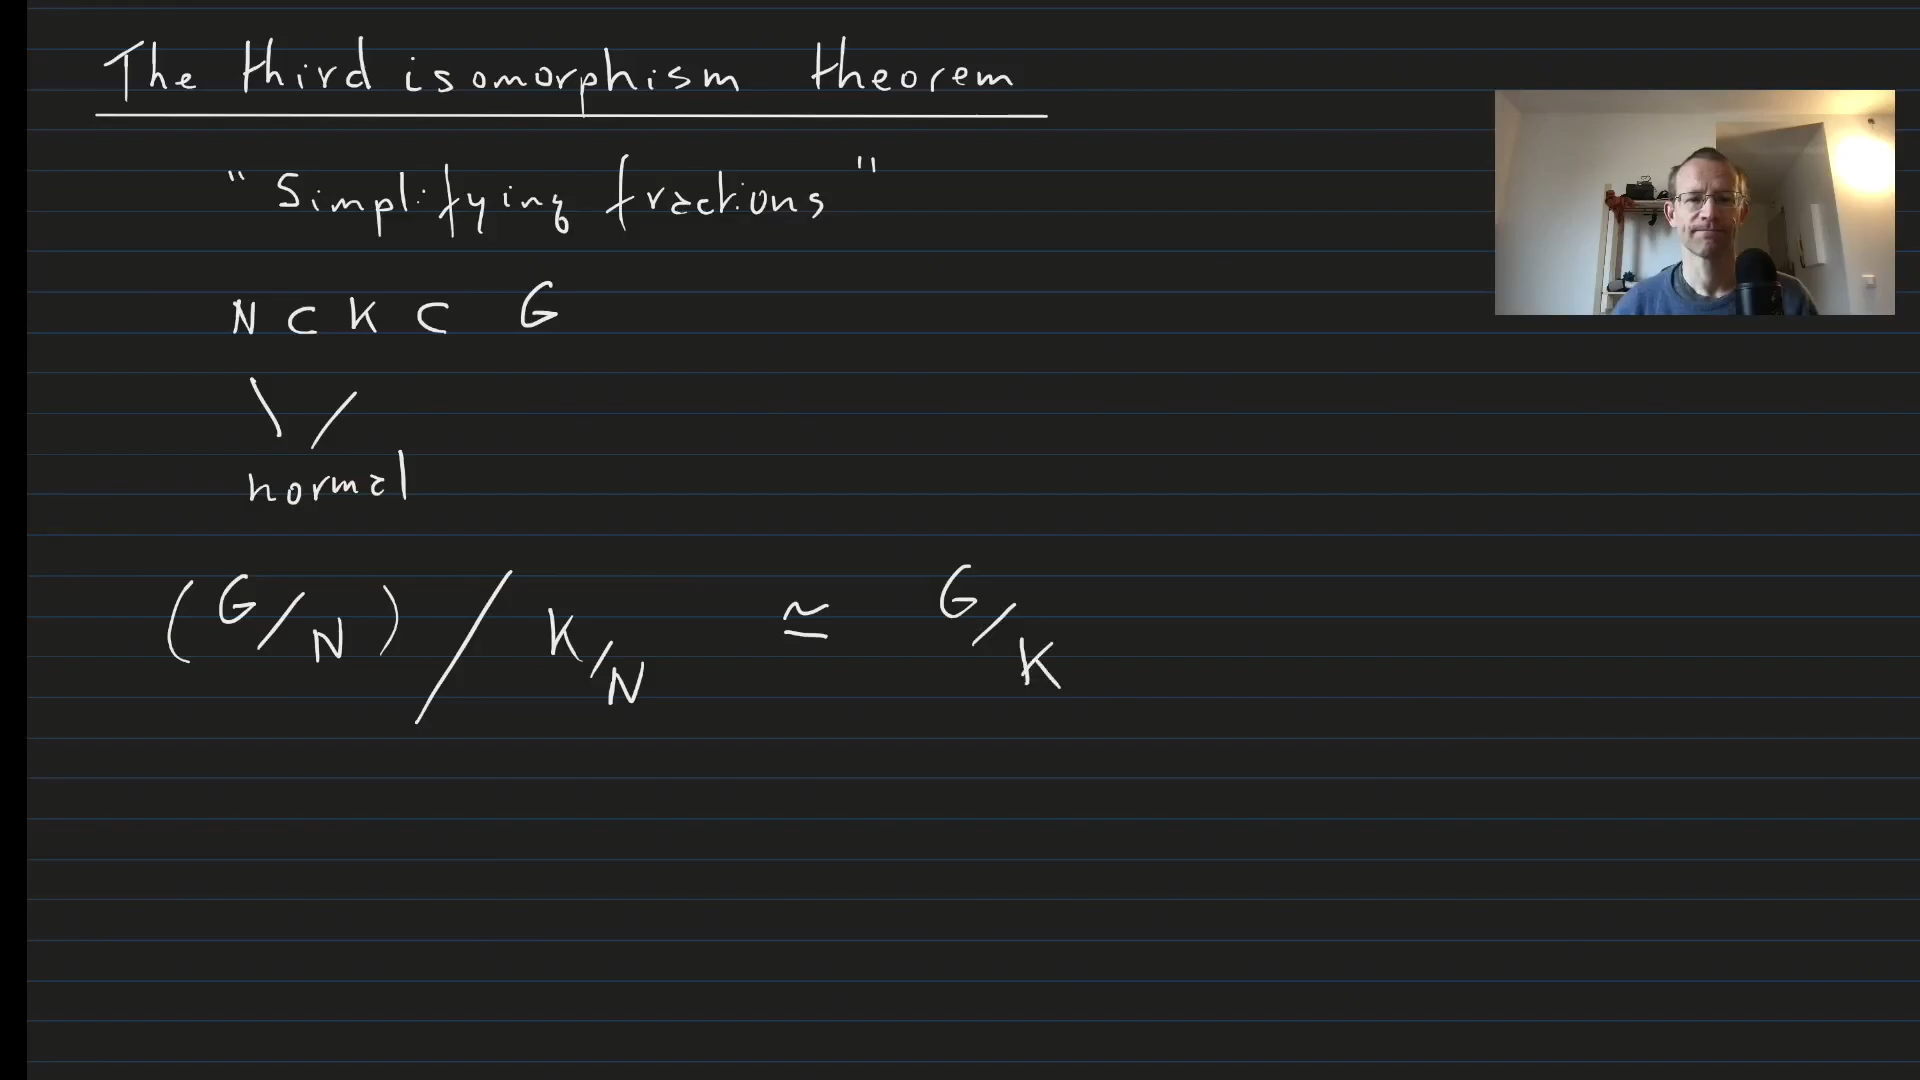 The third isomorphism theorem
"Simplifying fractions"
N ⊂ K ⊂ G
normal
(G/N) / K/N ≅ G/K